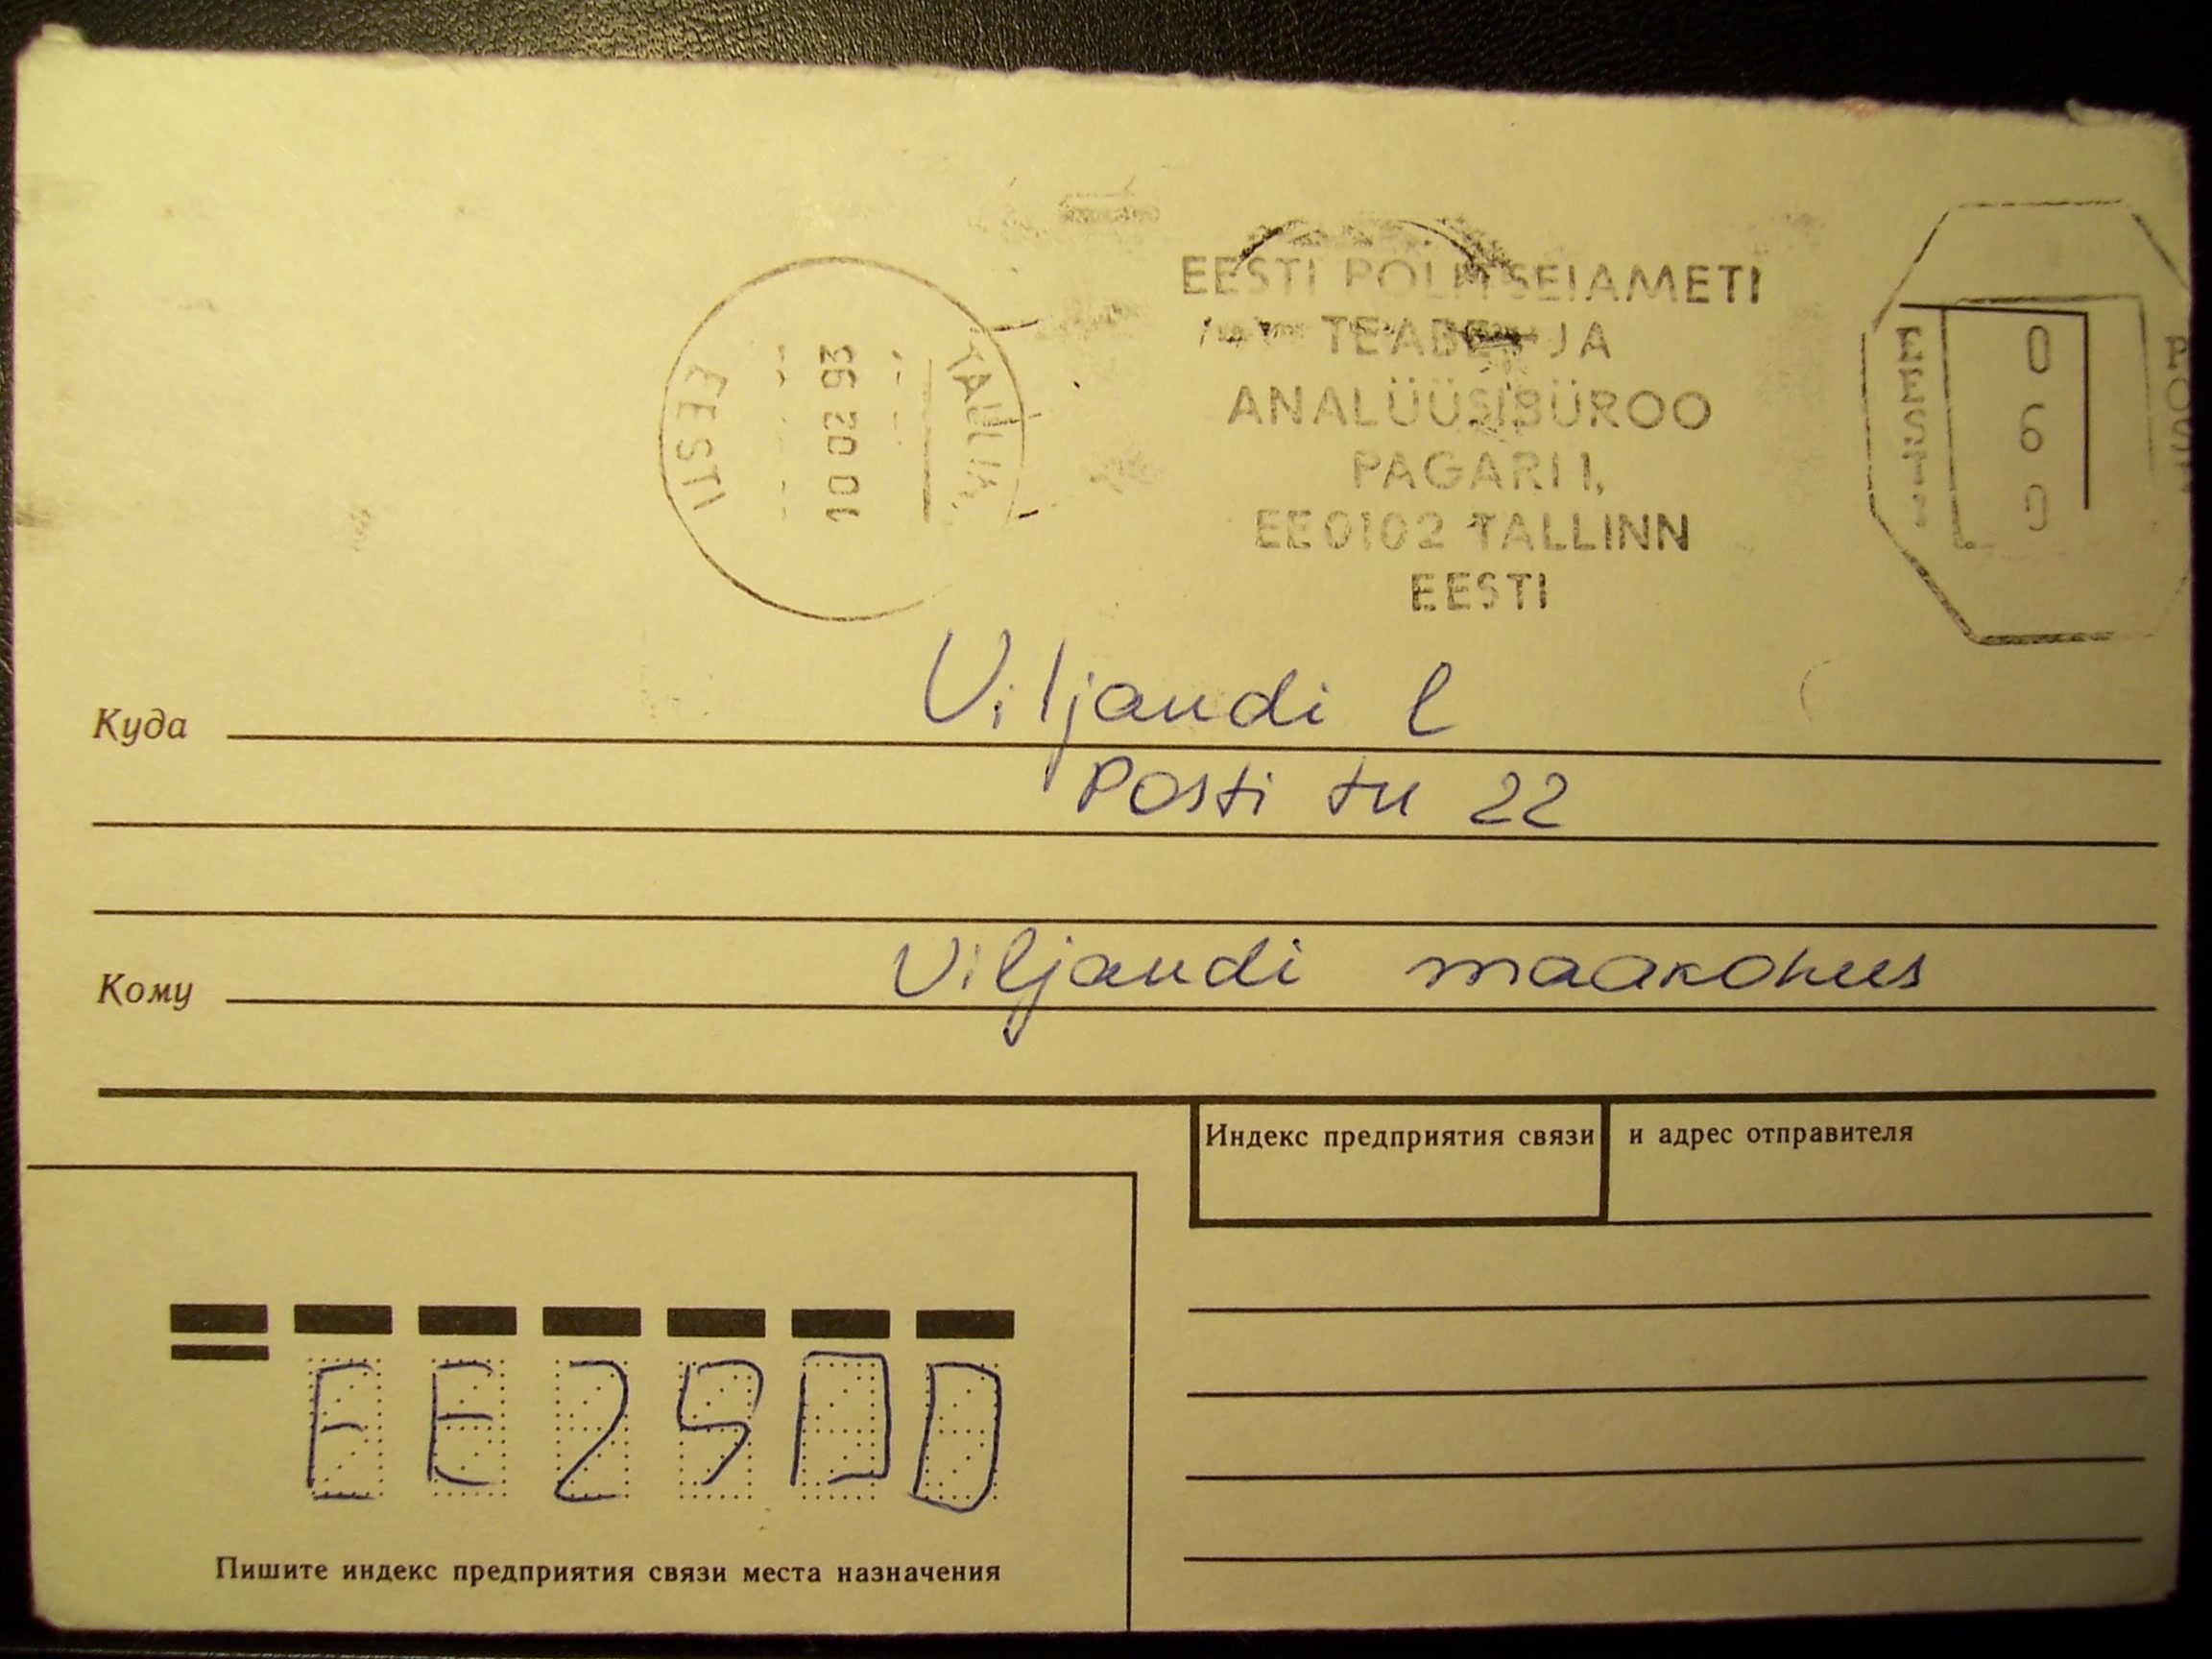 EESTI
10 02 93
TALLINN
EESTI POLITSEIAMETI
TEABE- JA
ANALÜÜSIBÜROO
PAGARI 1,
EE0102 TALLINN
EESTI
EESTI
060
POST
Куда Viljandi l
Posti tn 22
Кому Viljandi maakohus
Индекс предприятия связи и адрес отправителя
EE2900
Пишите индекс предприятия связи места назначения